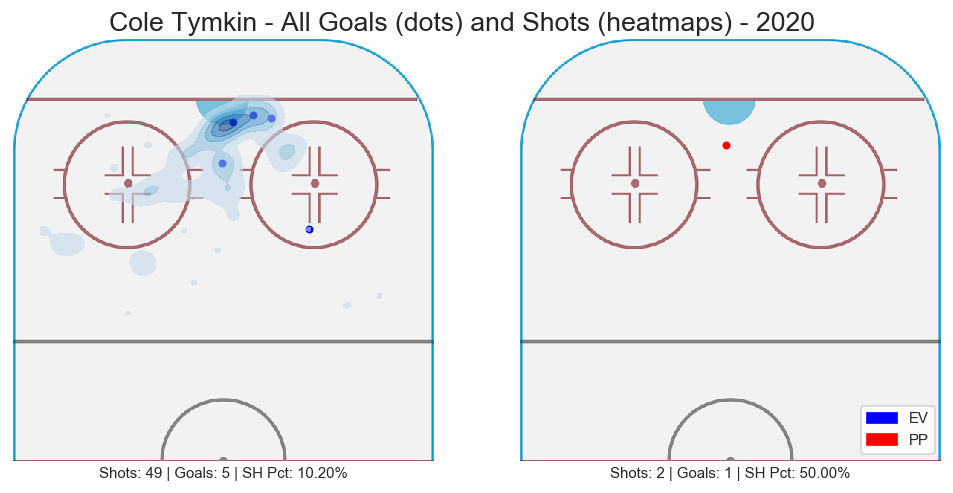 Cole Tymkin - All Goals (dots) and Shots (heatmaps) - 2020
EV
PP
Shots: 49 | Goals: 5 | SH Pct: 10.20%
Shots: 2 | Goals: 1 | SH Pct: 50.00%